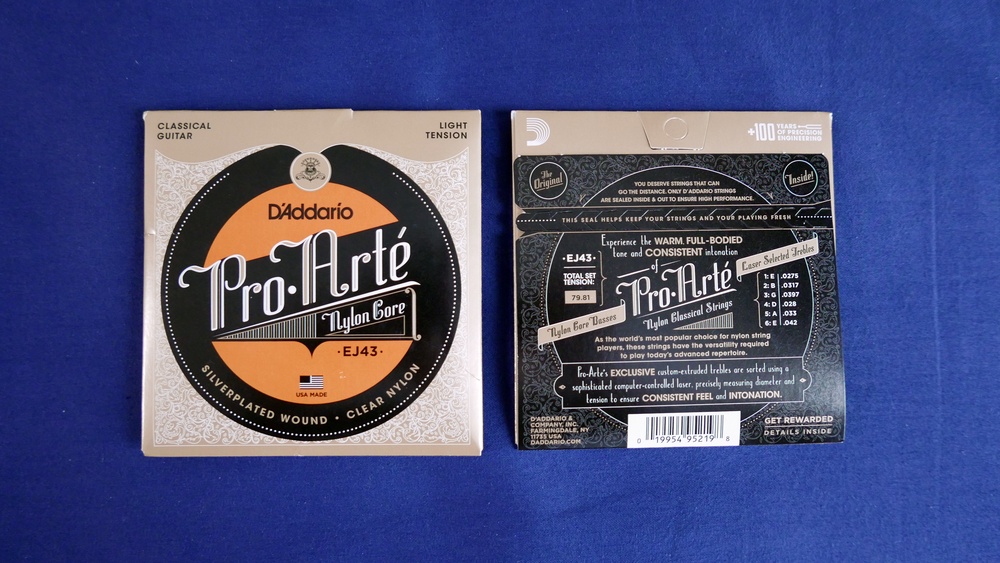 CLASSICAL
GUITAR
LIGHT
TENSION
D'Addario
Pro·Arté
Nylon Core
·EJ43·
USA MADE
SILVERPLATED WOUND • CLEAR NYLON
+100 YEARS
OF PRECISION
ENGINEERING
The
Original
Inside!
YOU DESERVE STRINGS THAT CAN
GO THE DISTANCE. ONLY D'ADDARIO STRINGS
ARE SEALED INSIDE & OUT TO ENSURE HIGH PERFORMANCE.
THIS SEAL HELPS KEEP YOUR STRINGS AND YOUR PLAYING FRESH
Experience the WARM, FULL-BODIED
tone and CONSISTENT intonation
of
·EJ43·
TOTAL SET
TENSION:
79.81
Pro·Arté
Nylon Classical Strings
Laser Selected Trebles
Nylon Core Basses
1: E .0275
2: B .0317
3: G .0397
4: D .028
5: A .033
6: E .042
As the world's most popular choice for nylon string
players, these strings have the versatility required
to play today's advanced repertoire.
Pro-Arté's EXCLUSIVE custom-extruded trebles are sorted using a
sophisticated computer-controlled laser, precisely measuring diameter and
tension to ensure CONSISTENT FEEL and INTONATION.
D'ADDARIO &
COMPANY, INC.
FARMINGDALE, NY
11735 USA
DADDARIO.COM
0 19954 95219 8
GET REWARDED
DETAILS INSIDE